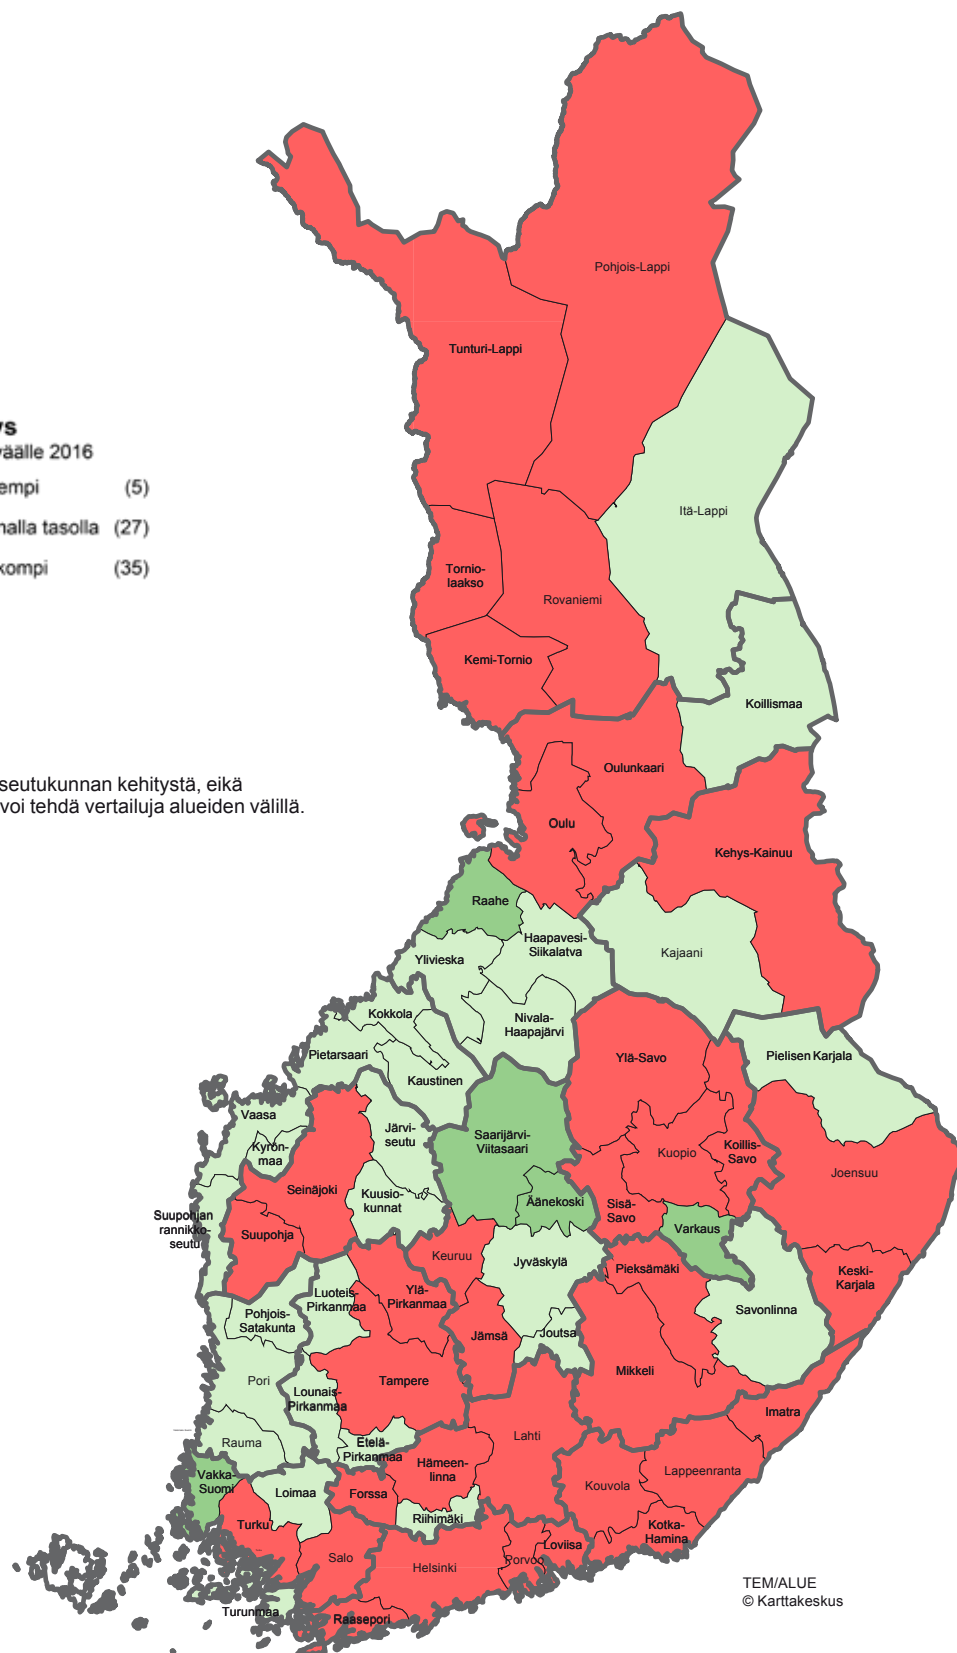 Pohjois-Lappi
Tunturi-Lappi
väälle 2016
(5)
malla tasolla (27)
(35)
Itä-Lappi
Tornio-
laakso
Rovaniemi
Kemi-Tornio
Koillismaa
seutukunnan kehitystä, eikä
voi tehdä vertailuja alueiden välillä.
Oulunkaari
Oulu
Kehys-Kainuu
Raahe
Haapavesi-
Siikalatva
Ylivieska
Kajaani
Kokkola
Nivala-
Haapajärvi
Pietarsaari
Ylä-Savo
Pielisen Karjala
Kaustinen
Vaasa
Järvi-
seutu
Saarijärvi-
Viitasaari
Kyrön-
maa
Kuopio
Koillis-
Savo
Joensuu
Seinäjoki
Kuusio-
kunnat
Äänekoski
Sisä-
Savo
Suupohjan
rannikko-
seutu
Suupohja
Varkaus
Keuruu
Jyväskylä
Pieksämäki
Keski-
Karjala
Luoteis-
Pirkanmaa
Ylä-
Pirkanmaa
Savonlinna
Pohjois-
Satakunta
Jämsä
Joutsa
Mikkeli
Pori
Lounais-
Pirkanmaa
Tampere
Imatra
Rauma
Etelä-
Pirkanmaa
Lahti
Vakka-
Suomi
Hämeen-
linna
Lappeenranta
Loimaa
Forssa
Kouvola
Riihimäki
Turku
Kotka-
Hamina
Salo
Helsinki
Porvoo
Loviisa
Turunmaa
Raasepori
TEM/ALUE
© Karttakeskus